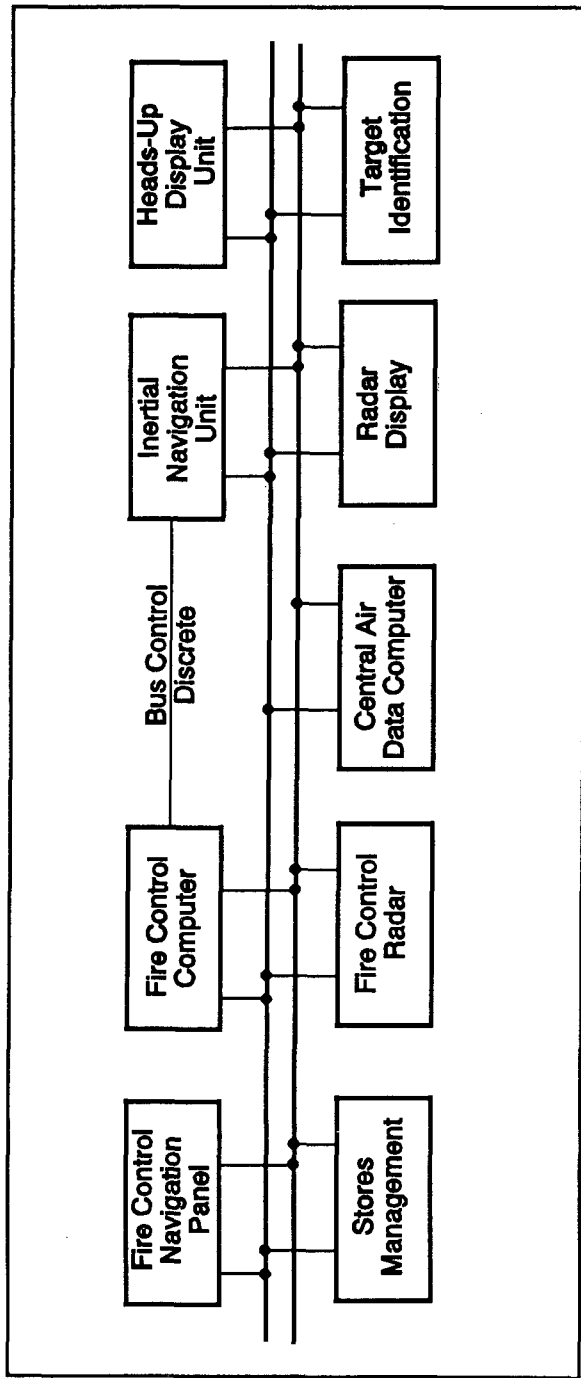 Fire Control
Navigation
Panel
Fire Control
Computer
Bus Control
Discrete
Inertial
Navigation
Unit
Heads-Up
Display
Unit
Stores
Management
Fire Control
Radar
Central Air
Data Computer
Radar
Display
Target
Identification